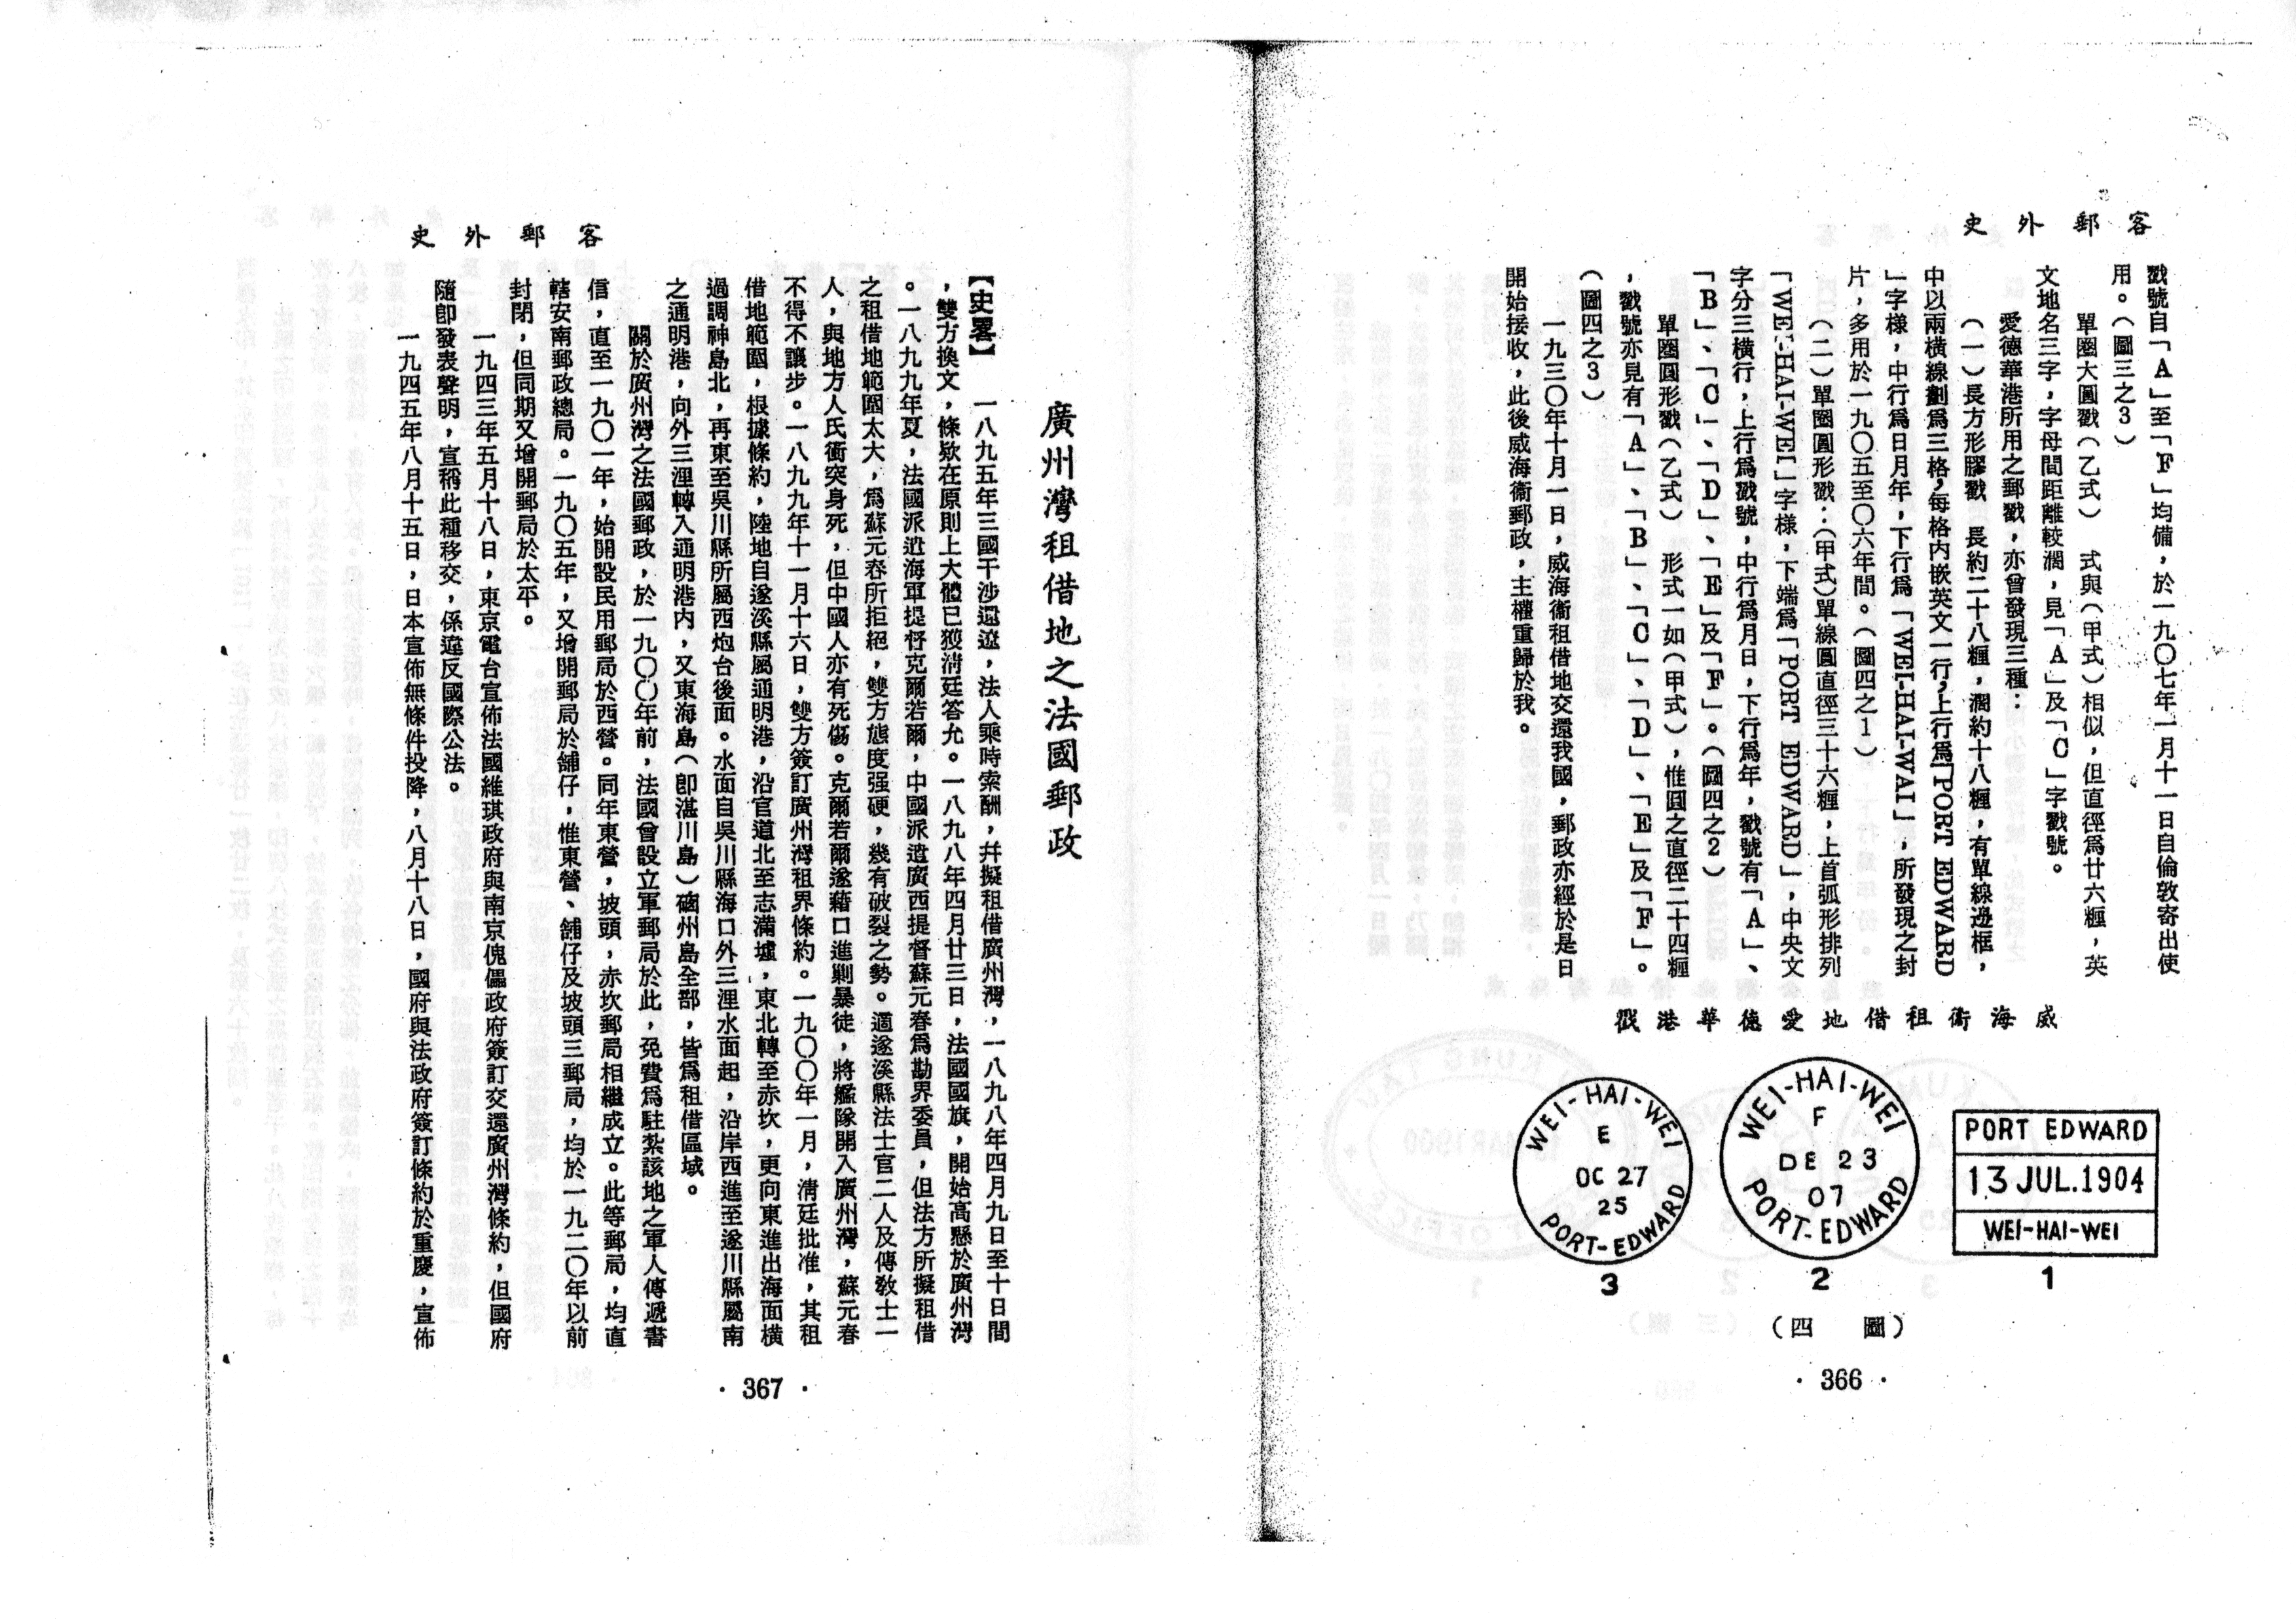 客郵外史
戳號自「A」至「F」均備，於一九〇七年一月十一日自倫敦寄出使
用。（圖三之3）
單圈大圓戳（乙式）　式與（甲式）相似，但直徑爲廿六糎，英
文地名三字，字母間距離較濶，見「A」及「C」字戳號。
愛德華港所用之郵戳，亦曾發現三種：
（一）長方形膠戳　長約二十八糎，濶約十八糎，有單線邊框，
中以兩橫線劃爲三格，每格内嵌英文一行，上行爲「PORT EDWARD
」字樣，中行爲日月年，下行爲「WEI-HAI-WAI」，所發現之封
片，多用於一九〇五至〇六年間。（圖四之1）
（二）單圈圓形戳：（甲式）單線圓直徑三十六糎，上首弧形排列
「WEI-HAI-WEI」字樣，下端爲「PORT EDWARD」，中央文
字分三橫行，上行爲戳號，中行爲月日，下行爲年，戳號有「A」、
「B」、「C」、「D」、「E」及「F」。（圖四之2）
單圈圓形戳（乙式）　形式一如（甲式），惟圓之直徑二十四糎
，戳號亦見有「A」、「B」、「C」、「D」、「E」及「F」。
（圖四之3）
一九三〇年十月一日，威海衞租借地交還我國，郵政亦經於是日
開始接收，此後威海衞郵政，主權重歸於我。
威海衞租借地愛德華港戳
PORT EDWARD
13 JUL.1904
WEI-HAI-WEI
1
WEI-HAI-WEI
F
DE 23
07
PORT-EDWARD
2
WEI-HAI-WEI
E
OC 27
25
PORT-EDWARD
3
（圖四）
· 366 ·
客郵外史
廣州灣租借地之法國郵政
【史畧】　一八九五年三國干涉還遼，法人乘時索酬，幷擬租借廣州灣，一八九八年四月九日至十日間
，雙方換文，條欵在原則上大體已獲淸廷答允。一八九八年四月廿三日，法國國旗，開始高懸於廣州灣
。一八九九年夏，法國派遣海軍提督克爾若爾，中國派遣廣西提督蘇元春爲勘界委員，但法方所擬租借
之租借地範圍太大，爲蘇元春所拒絕，雙方態度强硬，幾有破裂之勢。適遂溪縣法士官二人及傳敎士一
人，與地方人氏衝突身死，但中國人亦有死傷。克爾若爾遂藉口進剿暴徒，將艦隊開入廣州灣，蘇元春
不得不讓步。一八九九年十一月十六日，雙方簽訂廣州灣租界條約。一九〇〇年一月，淸廷批准，其租
借地範圍，根據條約，陸地自遂溪縣屬通明港，沿官道北至志滿墟，東北轉至赤坎，更向東進出海面橫
過調神島北，再東至吳川縣所屬西炮台後面。水面自吳川縣海口外三浬水面起，沿岸西進至遂川縣屬南
之通明港，向外三浬轉入通明港内，又東海島（卽湛川島）硇州島全部，皆爲租借區域。
關於廣州灣之法國郵政，於一九〇〇年前，法國曾設立軍郵局於此，免費爲駐紮該地之軍人傳遞書
信，直至一九〇一年，始開設民用郵局於西營。同年東營，坡頭，赤坎郵局相繼成立。此等郵局，均直
轄安南郵政總局。一九〇五年，又增開郵局於舖仔，惟東營、舖仔及坡頭三郵局，均於一九二〇年以前
封閉，但同期又增開郵局於太平。
一九四三年五月十八日，東京電台宣佈法國維琪政府與南京傀儡政府簽訂交還廣州灣條約，但國府
隨卽發表聲明，宣稱此種移交，係違反國際公法。
一九四五年八月十五日，日本宣佈無條件投降，八月十八日，國府與法政府簽訂條約於重慶，宣佈
· 367 ·